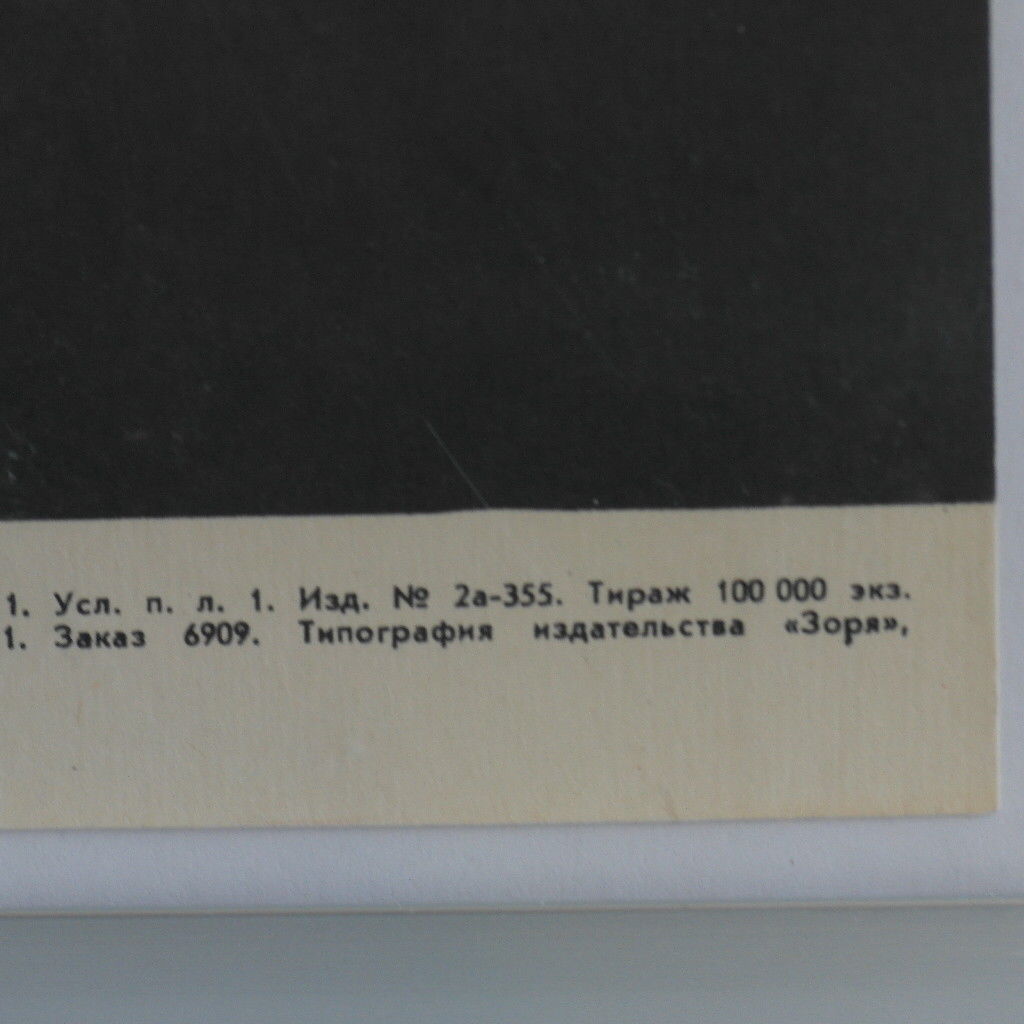 1. Усл. п. л. 1. Изд. № 2а-355. Тираж 100 000 экз.
1. Заказ 6909. Типография издательства «Зоря»,